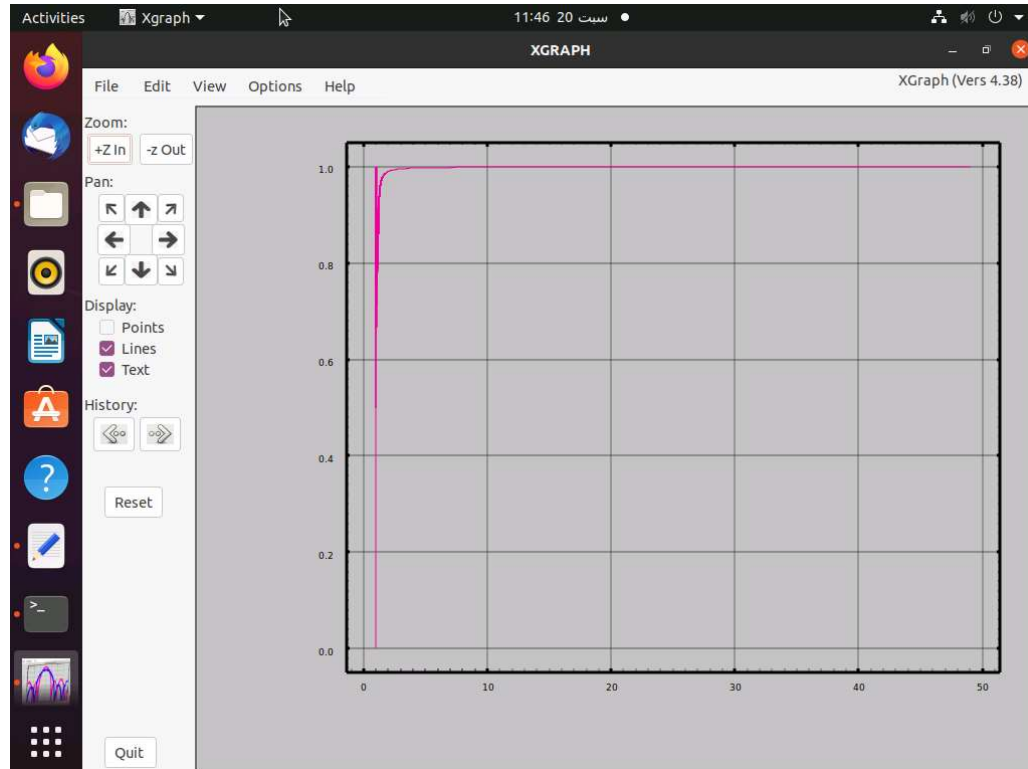 Activities Xgraph سبت 20 11:46
XGRAPH
File Edit View Options Help XGraph (Vers 4.38)
Zoom:
+Z In -z Out
Pan:
Display:
Points
Lines
Text
History:
Reset
Quit
1.0
0.8
0.6
0.4
0.2
0.0
0 10 20 30 40 50